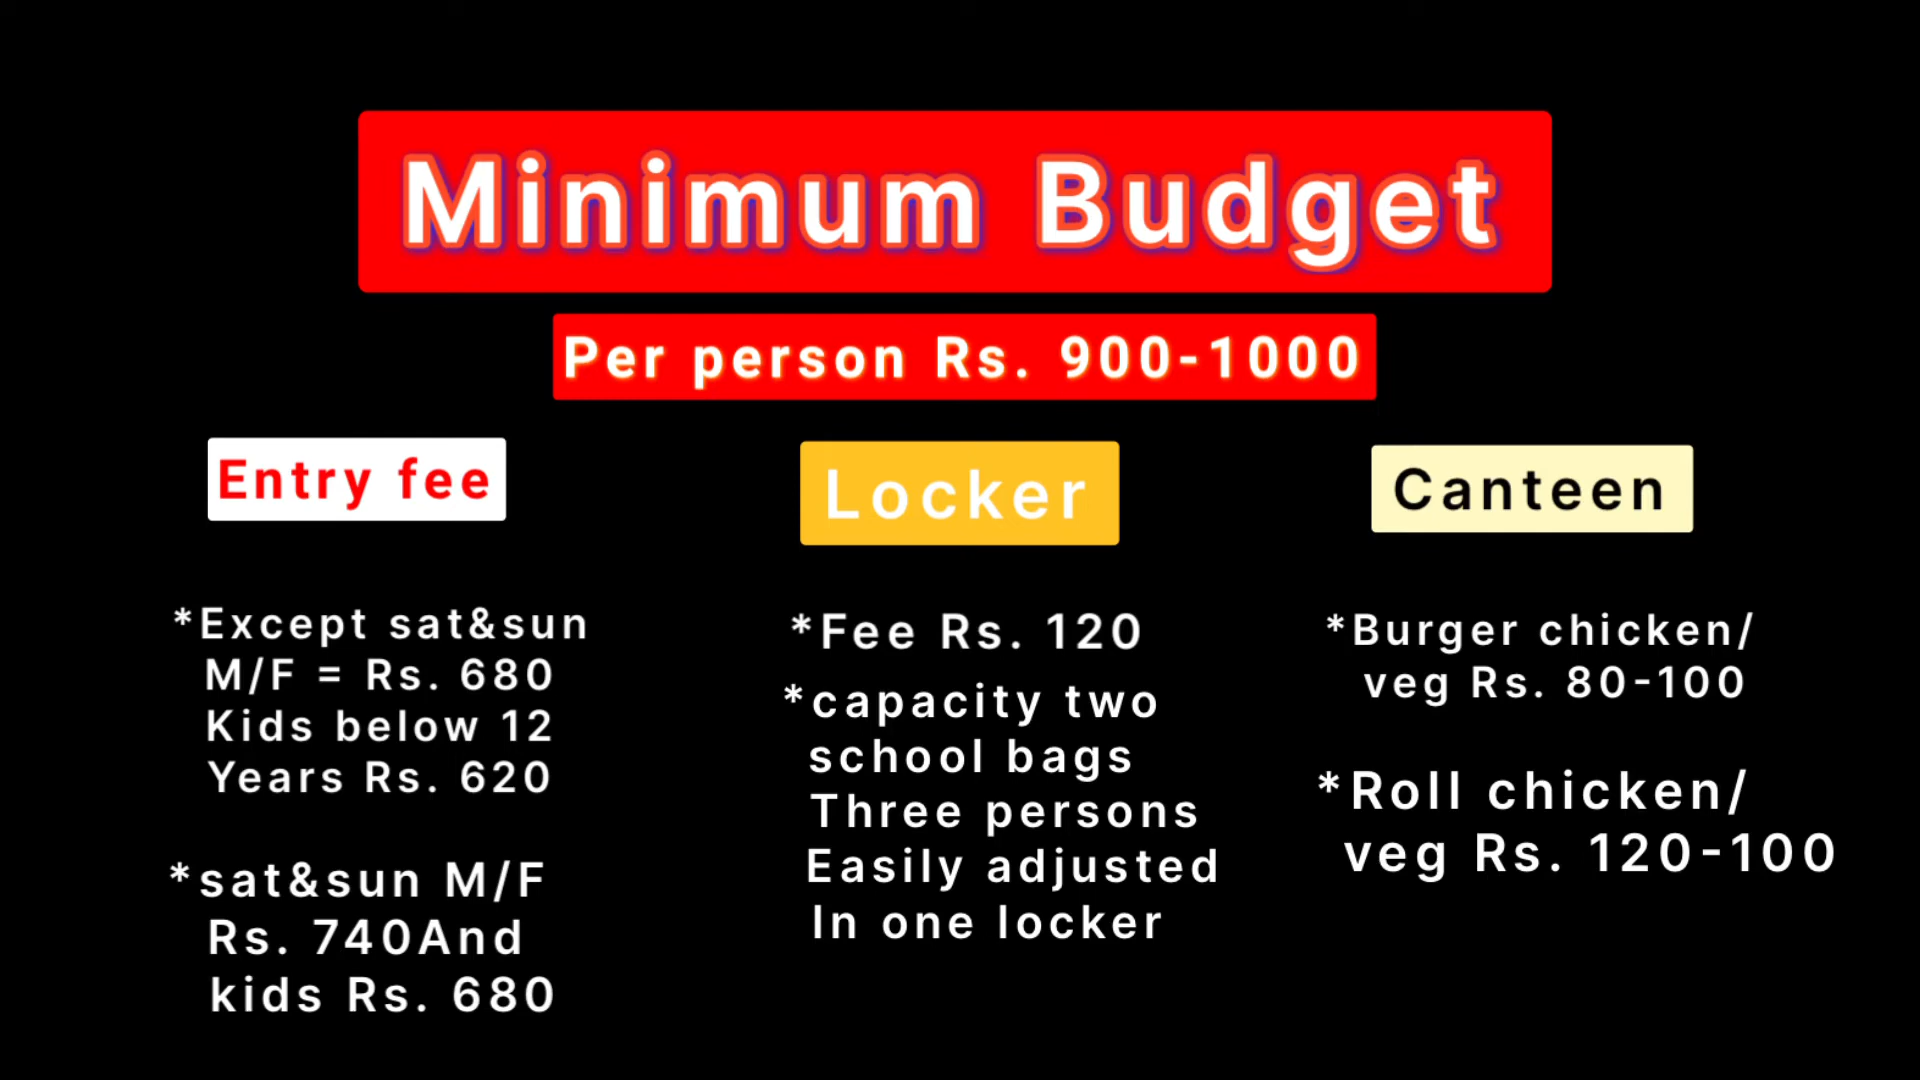 Minimum Budget
Per person Rs. 900-1000
Entry fee
*Except sat&sun
M/F = Rs. 680
Kids below 12
Years Rs. 620
*sat&sun M/F
Rs. 740And
kids Rs. 680
Locker
*Fee Rs. 120
*capacity two
school bags
Three persons
Easily adjusted
In one locker
Canteen
*Burger chicken/
veg Rs. 80-100
*Roll chicken/
veg Rs. 120-100